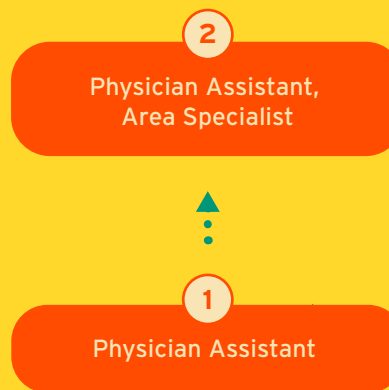 2
Physician Assistant,
Area Specialist
1
Physician Assistant